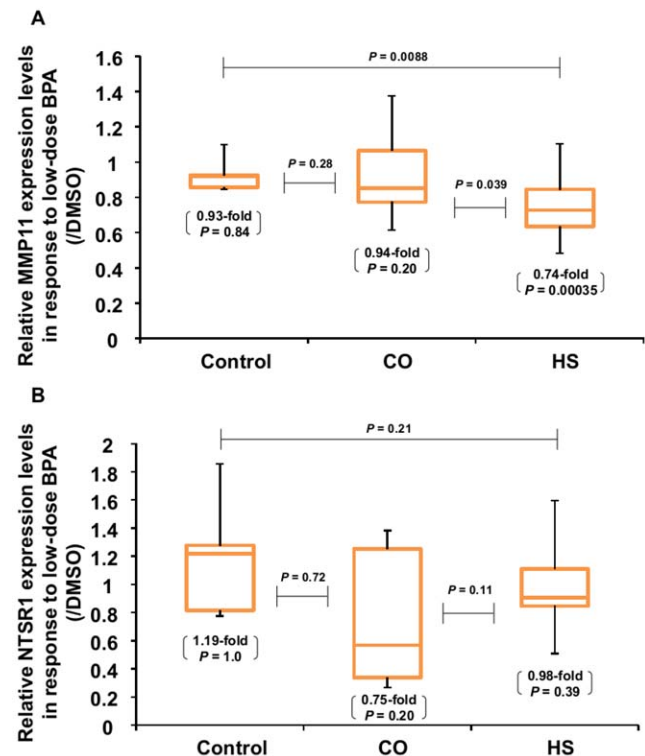 A
Relative MMP11 expression levels
in response to low-dose BPA
(/DMSO)
1.6
1.4
1.2
1
0.8
0.6
0.4
0.2
0
P = 0.0088
P = 0.28
P = 0.039
0.93-fold
P = 0.84
0.94-fold
P = 0.20
0.74-fold
P = 0.00035
Control CO HS
B
Relative NTSR1 expression levels
in response to low-dose BPA
(/DMSO)
2
1.8
1.6
1.4
1.2
1
0.8
0.6
0.4
0.2
0
P = 0.21
P = 0.72
P = 0.11
1.19-fold
P = 1.0
0.75-fold
P = 0.20
0.98-fold
P = 0.39
Control CO HS